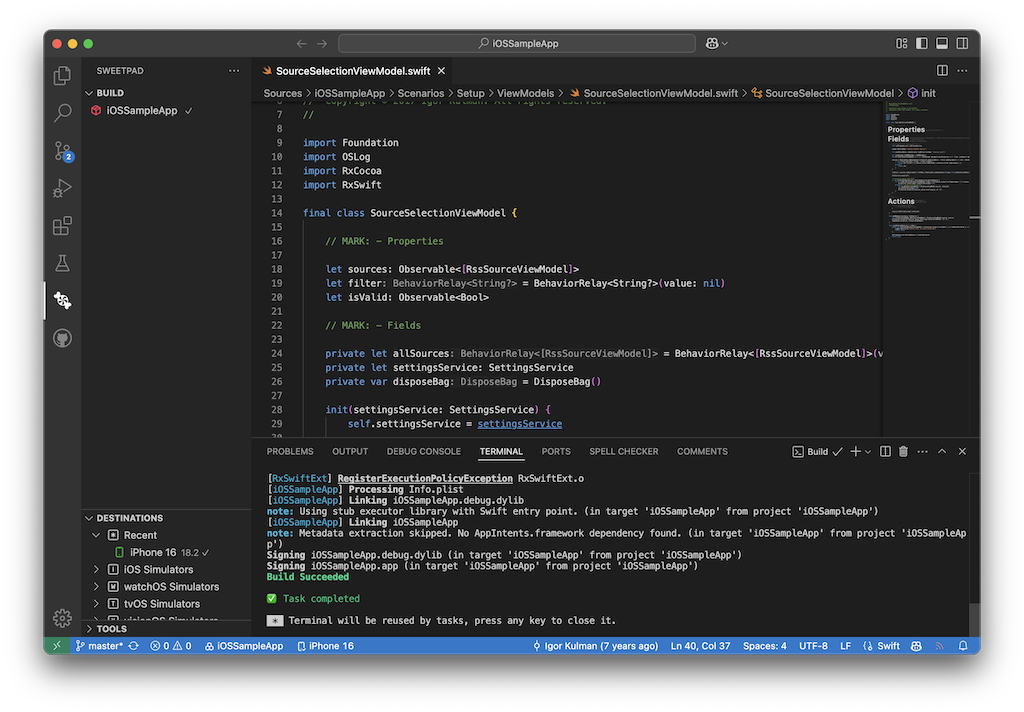 iOSSampleApp
SWEETPAD
BUILD
iOSSampleApp
2
DESTINATIONS
Recent
iPhone 16 18.2
iOS Simulators
watchOS Simulators
tvOS Simulators
visionOS Simulators
TOOLS
SourceSelectionViewModel.swift
Sources > iOSSampleApp > Scenarios > Setup > ViewModels > SourceSelectionViewModel.swift > SourceSelectionViewModel > init
6 // Copyright © 2017 Igor Kulman. All rights reserved.
7 //
8
9 import Foundation
10 import OSLog
11 import RxCocoa
12 import RxSwift
13
14 final class SourceSelectionViewModel {
15
16 // MARK: - Properties
17
18 let sources: Observable<[RssSourceViewModel]>
19 let filter: BehaviorRelay<String?> = BehaviorRelay<String?>(value: nil)
20 let isValid: Observable<Bool>
21
22 // MARK: - Fields
23
24 private let allSources: BehaviorRelay<[RssSourceViewModel]> = BehaviorRelay<[RssSourceViewModel]>(v
25 private let settingsService: SettingsService
26 private var disposeBag: DisposeBag = DisposeBag()
27
28 init(settingsService: SettingsService) {
29 self.settingsService = settingsService
30
Properties
Fields
Actions
PROBLEMS OUTPUT DEBUG CONSOLE TERMINAL PORTS SPELL CHECKER COMMENTS
Build
[RxSwiftExt] RegisterExecutionPolicyException RxSwiftExt.o
[iOSSampleApp] Processing Info.plist
[iOSSampleApp] Linking iOSSampleApp.debug.dylib
note: Using stub executor library with Swift entry point. (in target 'iOSSampleApp' from project 'iOSSampleApp')
[iOSSampleApp] Linking iOSSampleApp
note: Metadata extraction skipped. No AppIntents.framework dependency found. (in target 'iOSSampleApp' from project 'iOSSampleAp
p')
Signing iOSSampleApp.debug.dylib (in target 'iOSSampleApp' from project 'iOSSampleApp')
Signing iOSSampleApp.app (in target 'iOSSampleApp' from project 'iOSSampleApp')
Build Succeeded
Task completed
* Terminal will be reused by tasks, press any key to close it.
master* 0 0 iOSSampleApp iPhone 16 Igor Kulman (7 years ago) Ln 40, Col 37 Spaces: 4 UTF-8 LF Swift